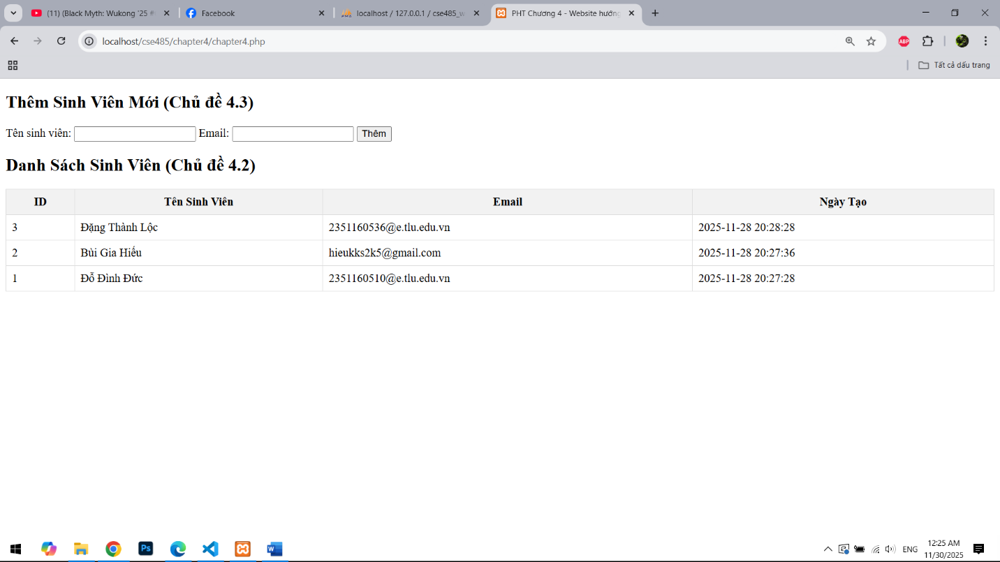 (11) (Black Myth: Wukong '25 #
Facebook
localhost / 127.0.0.1 / cse485_w
PHT Chương 4 - Website hướng
localhost/cse485/chapter4/chapter4.php
ABP
Tất cả dấu trang
Thêm Sinh Viên Mới (Chủ đề 4.3)
Tên sinh viên: Email: Thêm
Danh Sách Sinh Viên (Chủ đề 4.2)
ID Tên Sinh Viên Email Ngày Tạo
3 Đặng Thành Lộc 2351160536@e.tlu.edu.vn 2025-11-28 20:28:28
2 Bùi Gia Hiếu hieukks2k5@gmail.com 2025-11-28 20:27:36
1 Đỗ Đình Đức 2351160510@e.tlu.edu.vn 2025-11-28 20:27:28
Ps
W
ENG
12:25 AM
11/30/2025